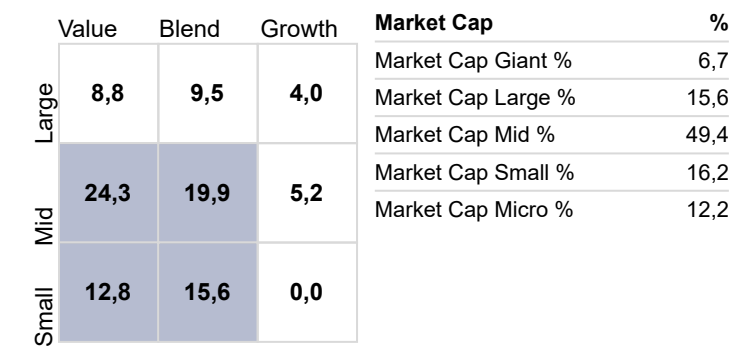 Value Blend Growth
Large 8,8 9,5 4,0
Mid 24,3 19,9 5,2
Small 12,8 15,6 0,0
Market Cap %
Market Cap Giant % 6,7
Market Cap Large % 15,6
Market Cap Mid % 49,4
Market Cap Small % 16,2
Market Cap Micro % 12,2